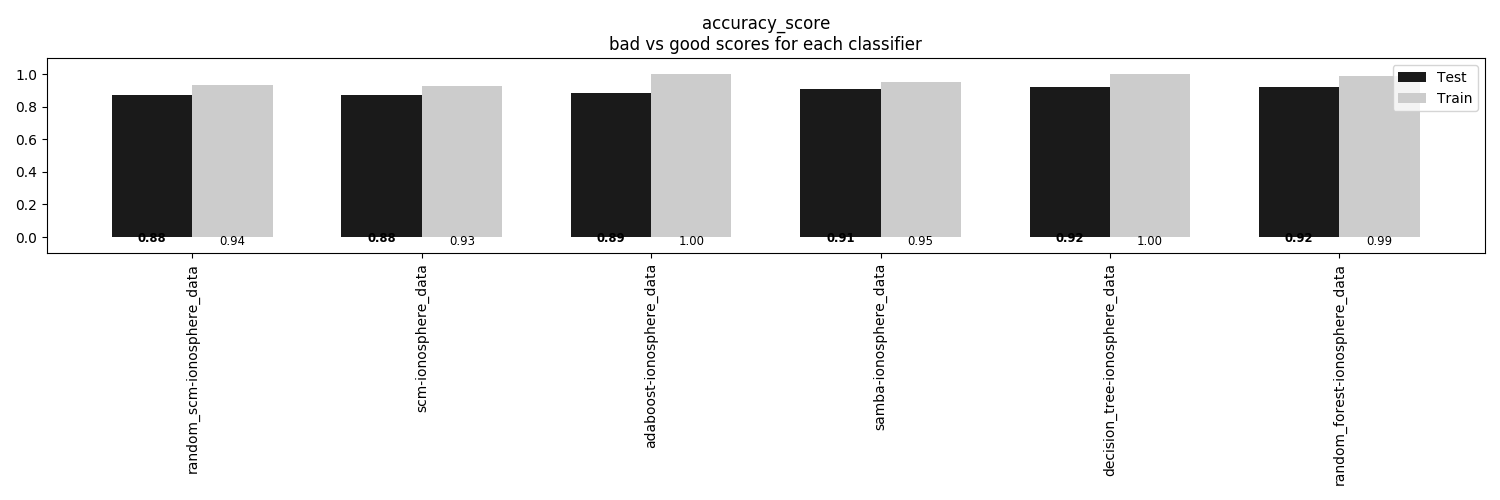 accuracy_score
bad vs good scores for each classifier
Test
Train
1.0
0.8
0.6
0.4
0.2
0.0
0.88 0.94 0.88 0.93 0.89 1.00 0.91 0.95 0.92 1.00 0.92 0.99
random_scm-ionosphere_data
scm-ionosphere_data
adaboost-ionosphere_data
samba-ionosphere_data
decision_tree-ionosphere_data
random_forest-ionosphere_data